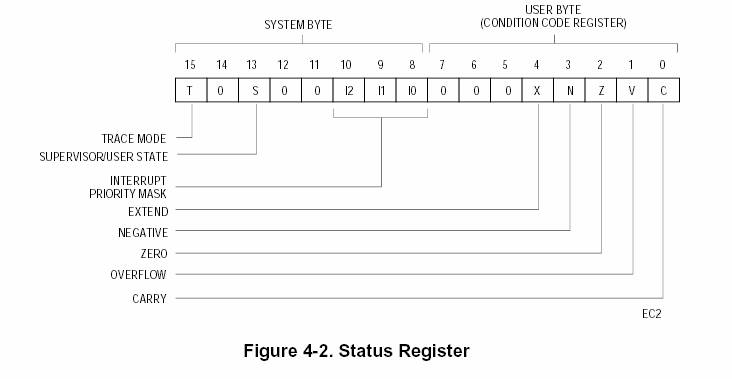 USER BYTE
SYSTEM BYTE
(CONDITION CODE REGISTER)
15 14 13 12 11 10 9 8 7 6 5 4 3 2 1 0
T 0 S 0 0 I2 I1 I0 0 0 0 X N Z V C
TRACE MODE
SUPERVISOR/USER STATE
INTERRUPT
PRIORITY MASK
EXTEND
NEGATIVE
ZERO
OVERFLOW
CARRY
EC2
Figure 4-2. Status Register